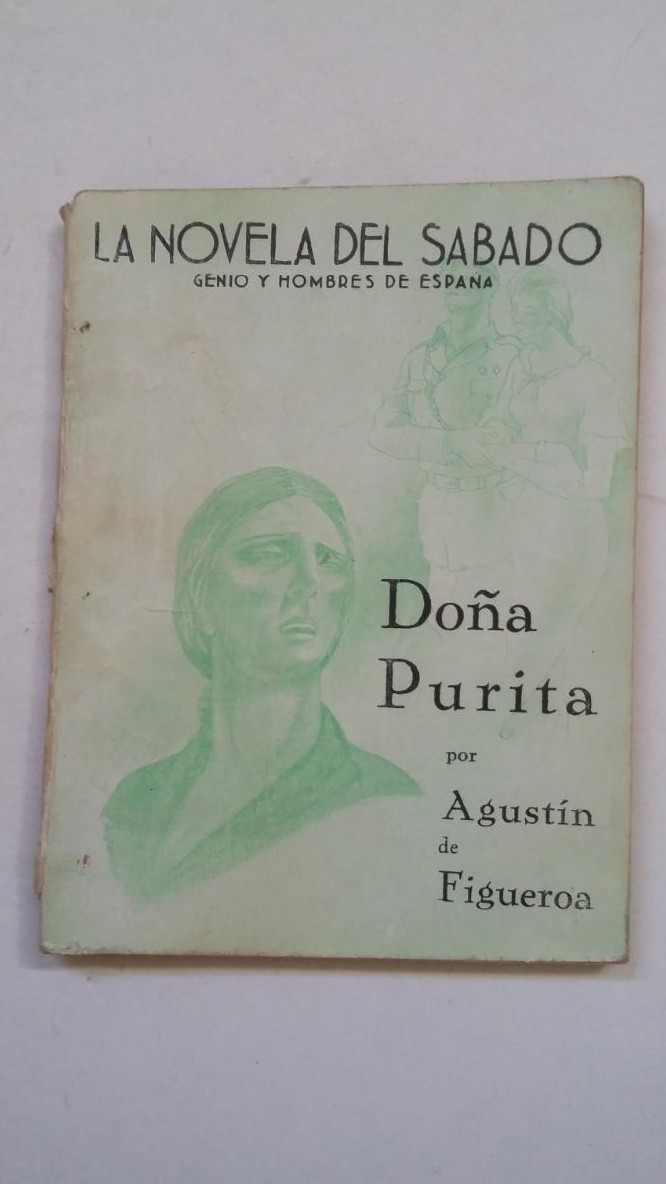 LA NOVELA DEL SABADO
GENIO Y HOMBRES DE ESPAÑA
Doña
Purita
por
Agustín
de
Figueroa